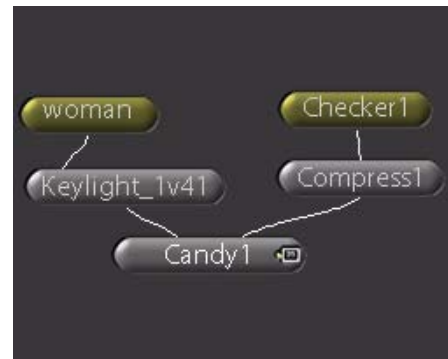 woman
Checker1
Keylight_1v41
Compress1
Candy1